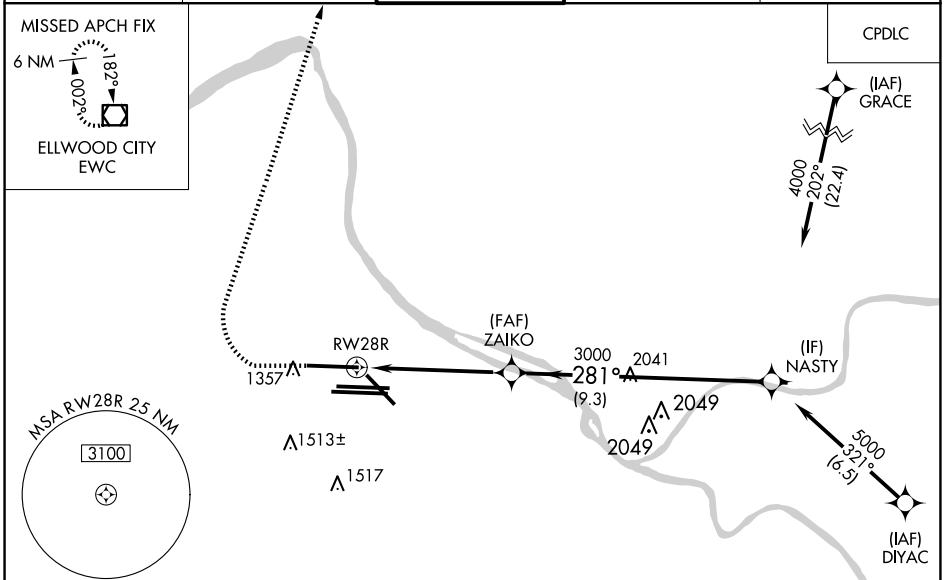 MISSED APCH FIX
6 NM
182°
002°
ELLWOOD CITY
EWC
CPDLC
(IAF)
GRACE
4000
202°
(22.4)
(FAF)
ZAIKO
RW28R
3000
281°
(9.3)
2041
(IF)
NASTY
1357
2049
2049
1513±
1517
5000
321°
(6.5)
(IAF)
DIYAC
MSA RW28R 25 NM
3100